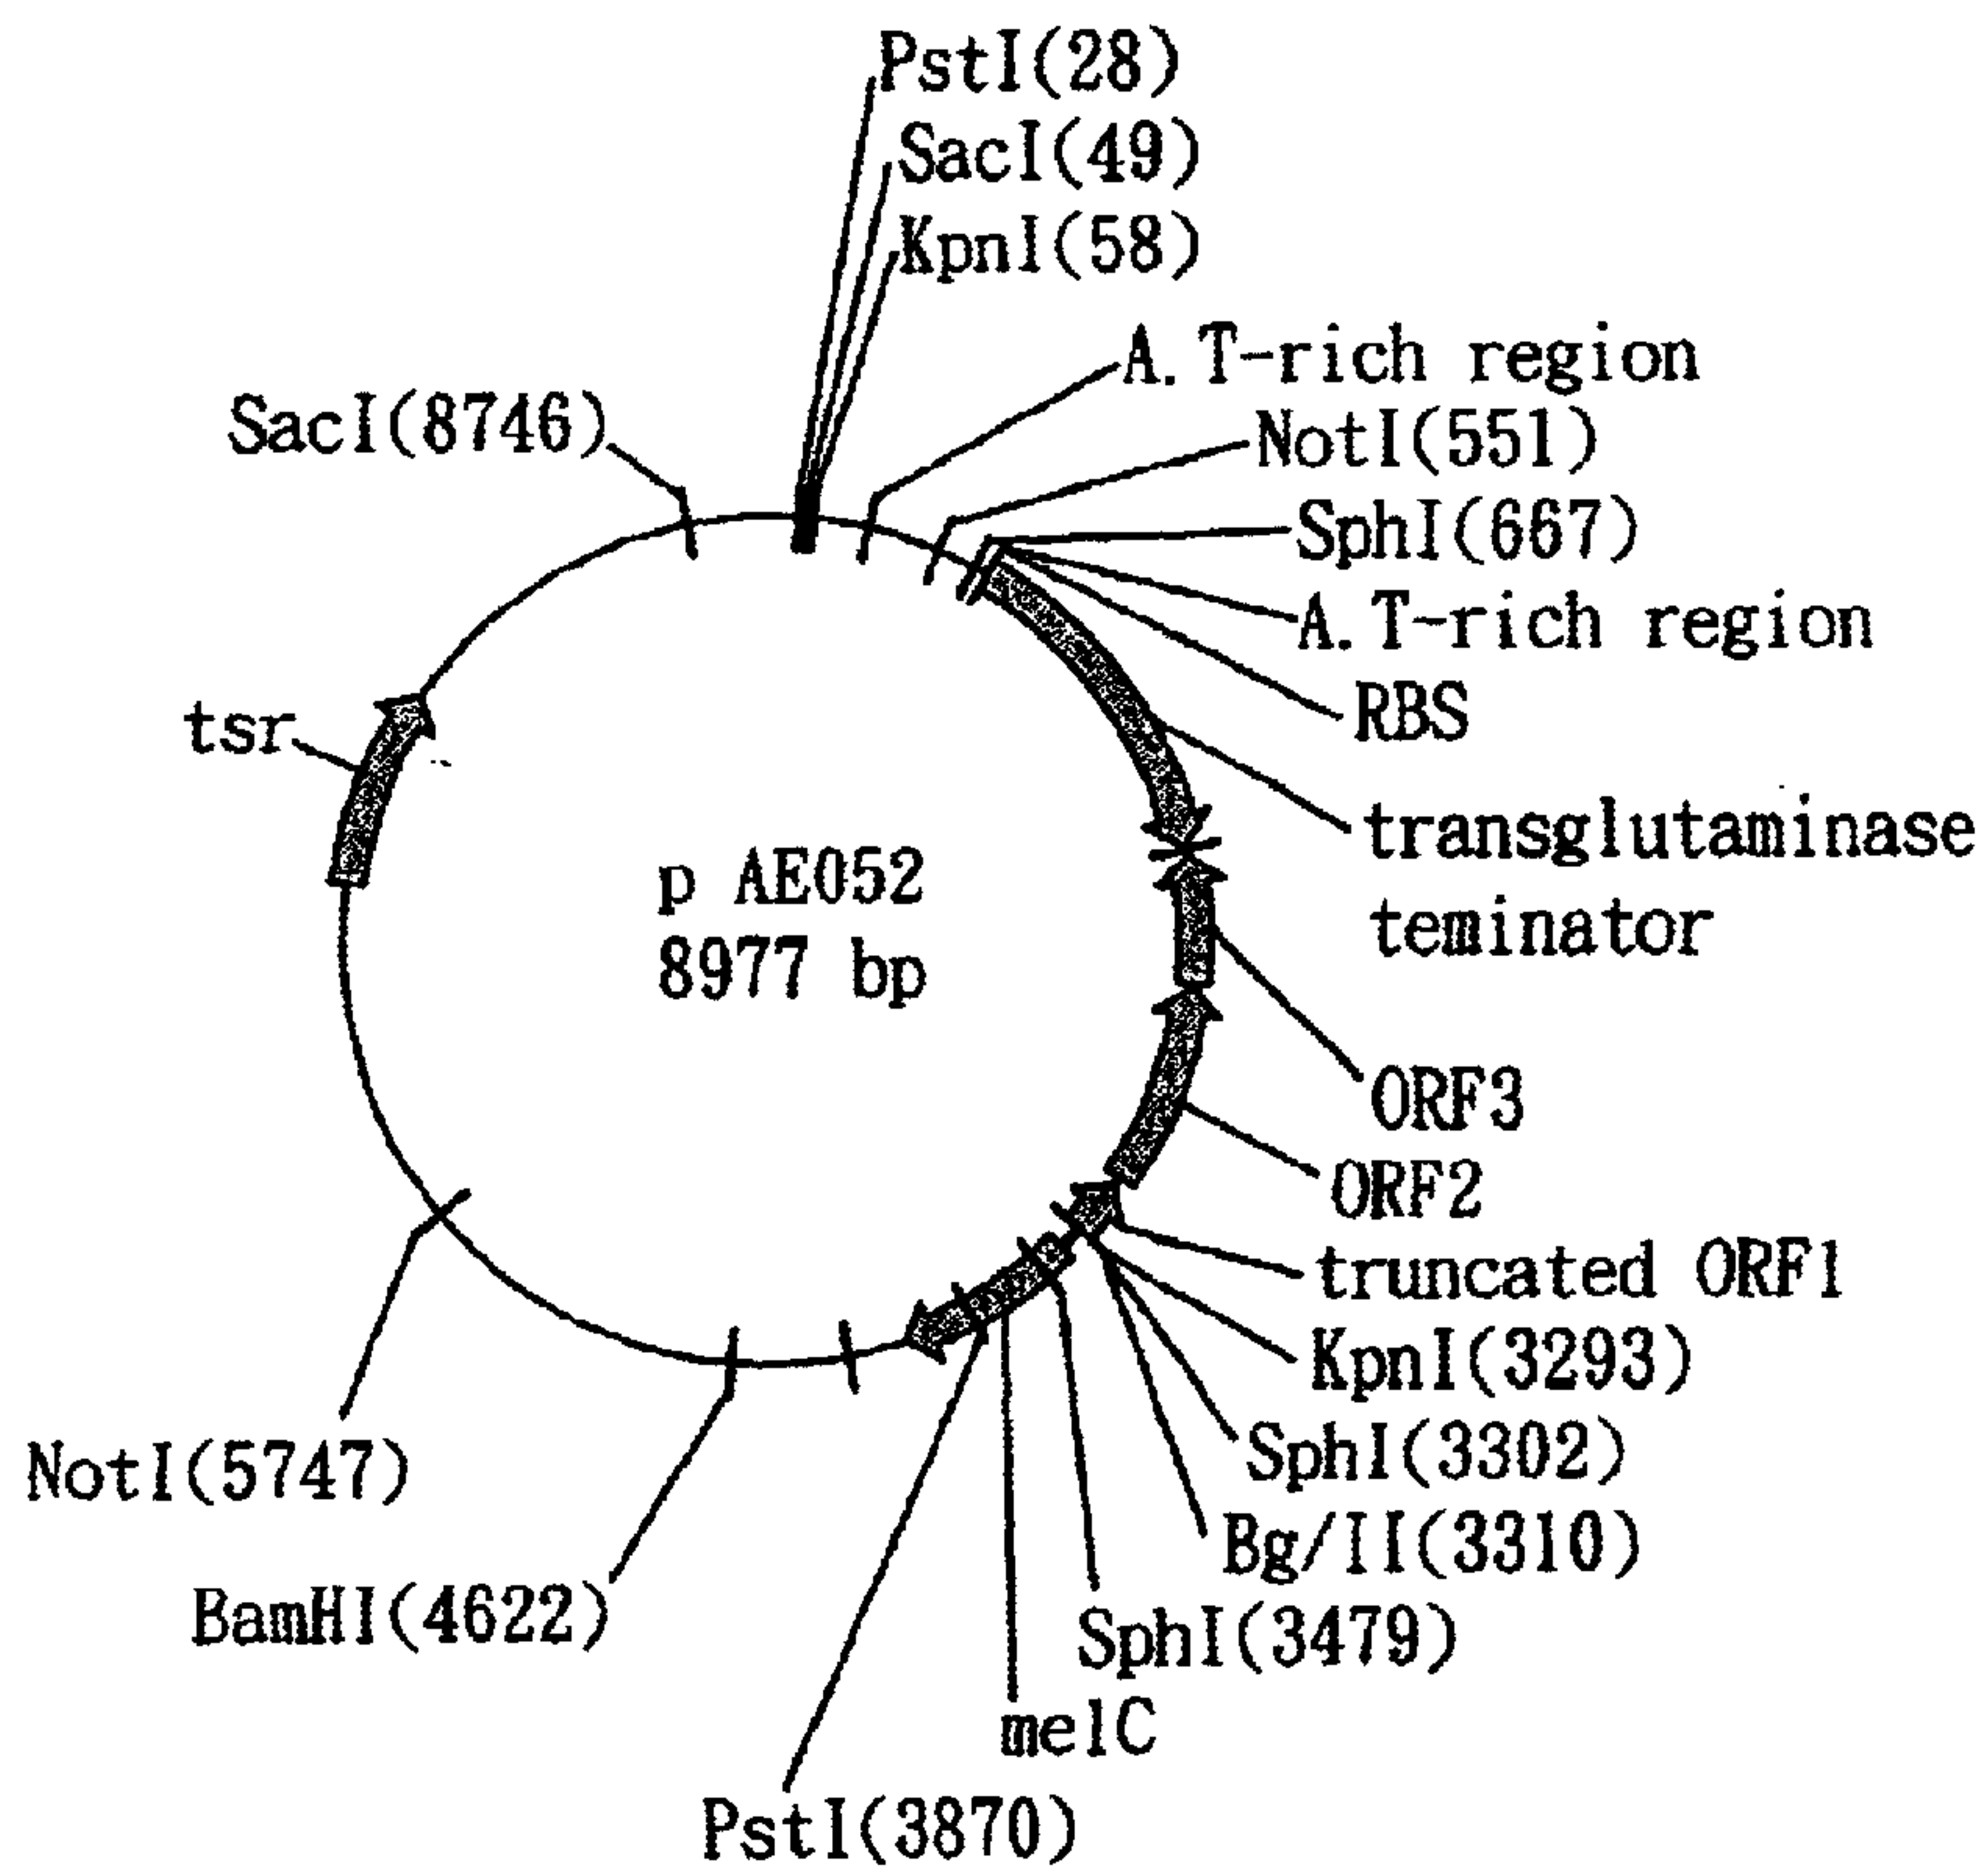 PstI(28)
SacI(49)
KpnI(58)
A.T-rich region
SacI(8746)
NotI(551)
SphI(667)
A.T-rich region
RBS
tsr
transglutaminase
teminator
p AE052
8977 bp
ORF3
ORF2
truncated ORF1
KpnI(3293)
SphI(3302)
Bg/II(3310)
NotI(5747)
BamHI(4622)
SphI(3479)
melC
PstI(3870)